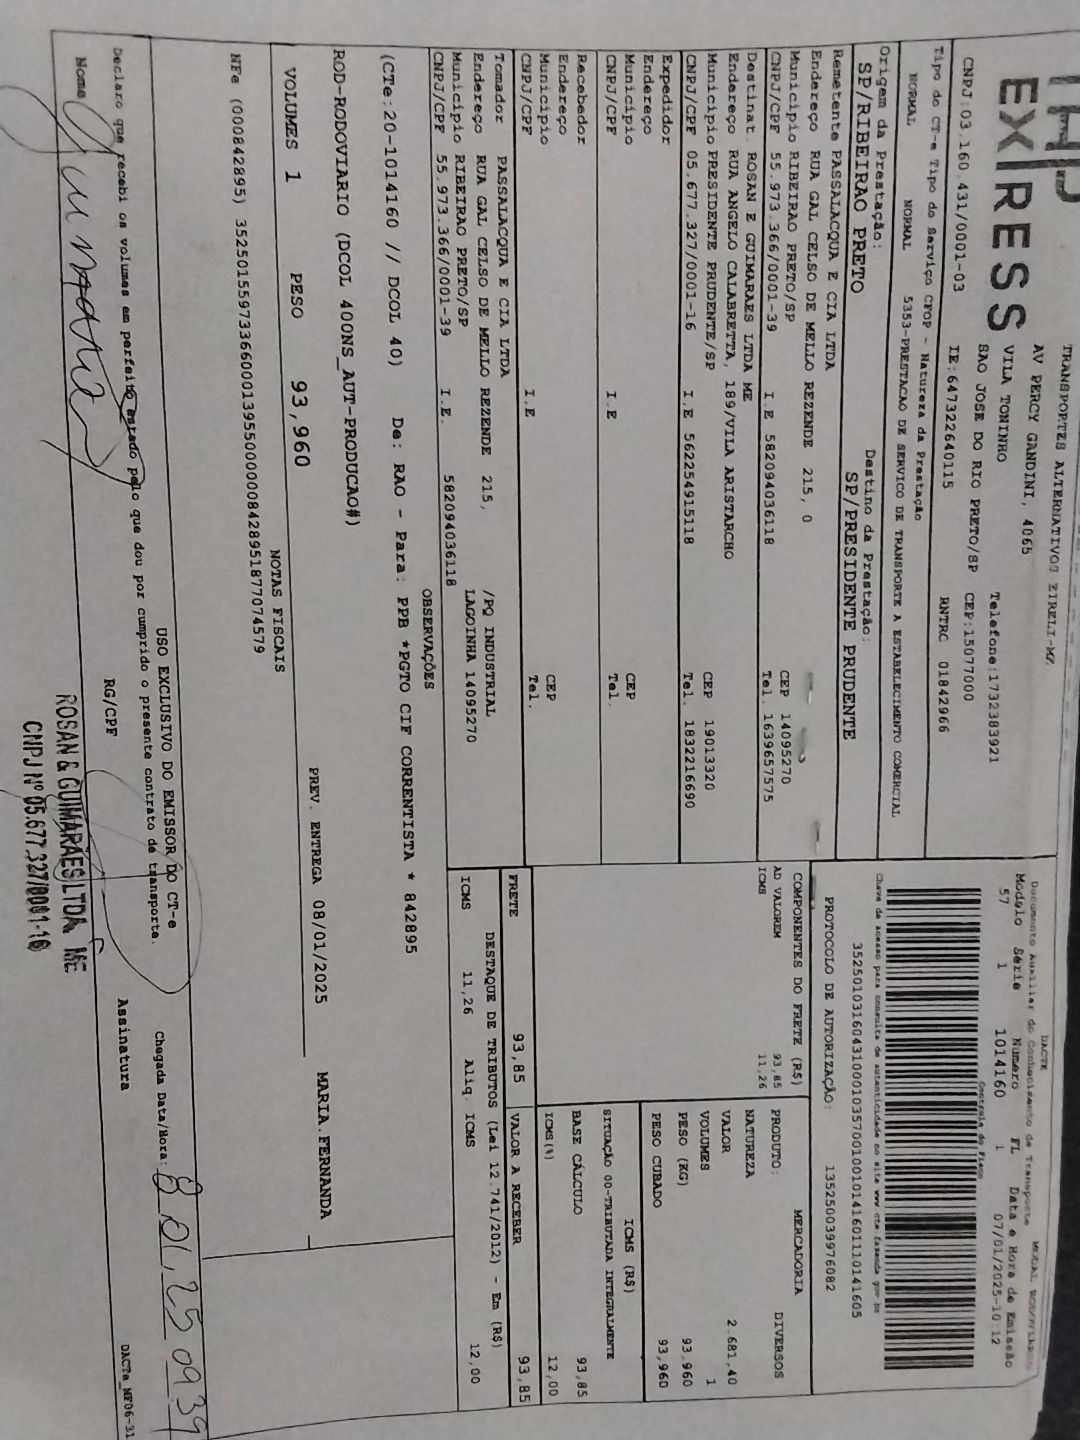 EX|RESS
TRANSPORTES ALTERNATIVOS EIRELI-ME
AV PERCY GANDINI, 4065
VILA TONINHO
SAO JOSE DO RIO PRETO/SP CEP:15077000
Telefone:1732383921
CNPJ:03.160.431/0001-03 IE:647322640115 RNTRC 01842966
Tipo do CT-e Tipo do Serviço CFOP - Natureza da Prestação
NORMAL NORMAL 5353-PRESTACAO DE SERVICO DE TRANSPORTE A ESTABELECIMENTO COMERCIAL
Origem da Prestação: Destino da Prestação:
SP/RIBEIRAO PRETO SP/PRESIDENTE PRUDENTE
Remetente PASSALACQUA E CIA LTDA
Endereço RUA GAL CELSO DE MELLO REZENDE 215, 0
Município RIBEIRAO PRETO/SP CEP 14095270
CNPJ/CPF 55.973.366/0001-39 I.E 582094036118 Tel. 1639657575
Destinat. ROSAN E GUIMARAES LTDA ME
Endereço RUA ANGELO CALABRETTA, 189/VILA ARISTARCHO
Município PRESIDENTE PRUDENTE/SP CEP 19013320
CNPJ/CPF 05.677.327/0001-16 I.E 562254915118 Tel. 1832216690
Expedidor
Endereço
Município CEP
CNPJ/CPF I.E Tel.
Recebedor
Endereço
Município CEP
CNPJ/CPF I.E Tel.
Tomador PASSALACQUA E CIA LTDA
Endereço RUA GAL CELSO DE MELLO REZENDE 215, /PQ INDUSTRIAL
Município RIBEIRAO PRETO/SP LAGOINHA 14095270
CNPJ/CPF 55.973.366/0001-39 I.E. 582094036118
DACTE
Documento Auxiliar do Conhecimento de Transporte
Modelo Série Numero FL Data e Hora de Emissão
57 1 1014160 1 07/01/2025-10:12
Controle do Fisco
Chave de acesso para consulta de autenticidade no site www.cte.fazenda.gov.br
35250103160431000103570010010141601110141605
PROTOCOLO DE AUTORIZAÇÃO: 135250039976082
COMPONENTES DO FRETE (R$)
AD VALOREM 93,85
ICMS 11,26
MERCADORIA
PRODUTO: DIVERSOS
NATUREZA
VALOR 2.681,40
VOLUMES 1
PESO (KG) 93,960
PESO CUBADO 93,960
ICMS (R$)
SITUAÇÃO 00-TRIBUTADA INTEGRALMENTE
BASE CÁLCULO 93,85
ICMS(%) 12,00
FRETE 93,85 VALOR A RECEBER 93,85
DESTAQUE DE TRIBUTOS (Lei 12.741/2012) - Em (R$)
ICMS 11,26 Aliq. ICMS 12,00
OBSERVAÇÕES
(CTe:20-1014160 // DCOL 40) De: RAO - Para: PPB *PGTO CIF CORRENTISTA * 842895
ROD-RODOVIARIO (DCOL 400NS_AUT-PRODUCAO#)
MARIA.FERNANDA
VOLUMES 1 PESO 93,960 PREV. ENTREGA 08/01/2025
NOTAS FISCAIS
NFe (000842895) 35250155973366000139550000008428951877074579
USO EXCLUSIVO DO EMISSOR DO CT-e
Declaro que recebi os volumes em perfeito estado pelo que dou por cumprido o presente contrato de transporte.
Chegada Data/Hora: 8 01, 25 09 39
Nome RG/CPF Assinatura
DACTe_MF06-31
ROSAN & GUIMARÃES LTDA. ME
CNPJ Nº 05.677.327/0001-16